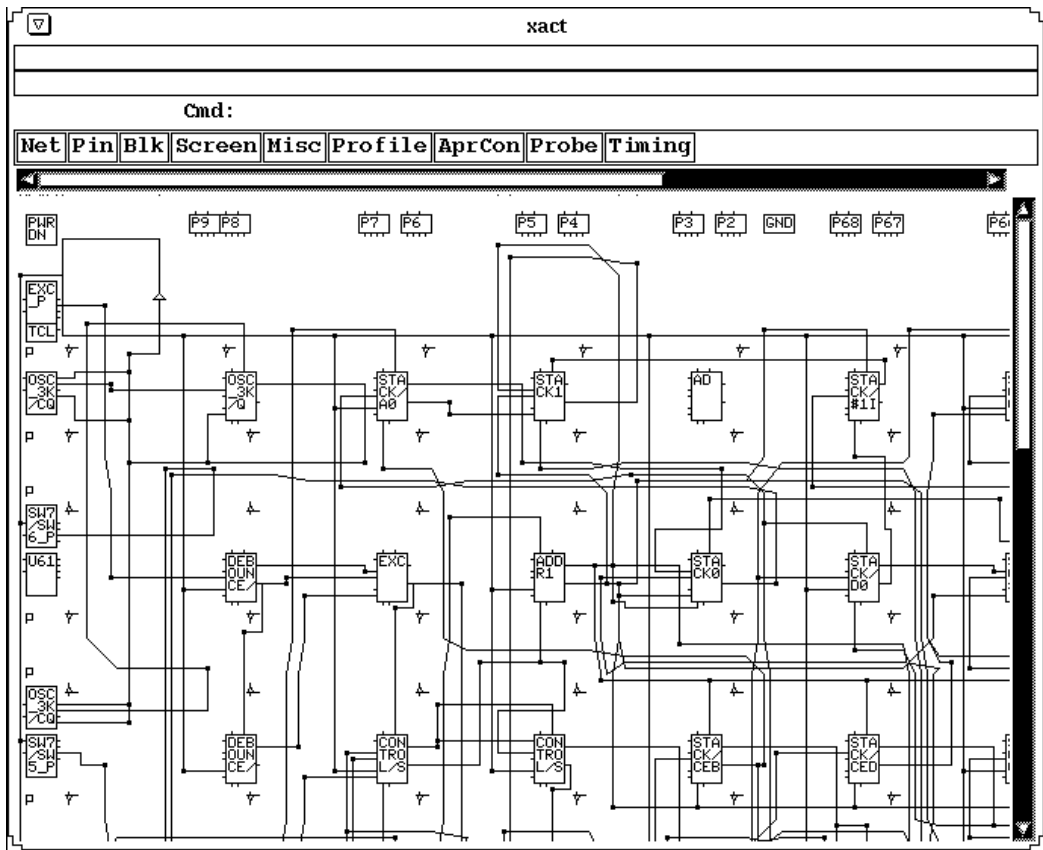 xact
Cmd:
Net Pin Blk Screen Misc Profile AprCon Probe Timing
PWR DN P9 P8 P7 P6 P5 P4 P3 P2 GND P68 P67
EXC
_P
TCL
P
OSC OSC STA STA AD STA
_3K _3K CK/ CK1 CK/
/CQ /Q A0 #1I
P
P
SW7
/SW
6_P
U61 DEB EXC ADD STA STA
OUN R1 CK0 CK/
CE/ D0
P
P
OSC
_3K
/CQ
SW7 DEB CON CON STA STA
/SW OUN TRO TRO CK/ CK/
5_P CE/ L/S L/S CEB CED
P